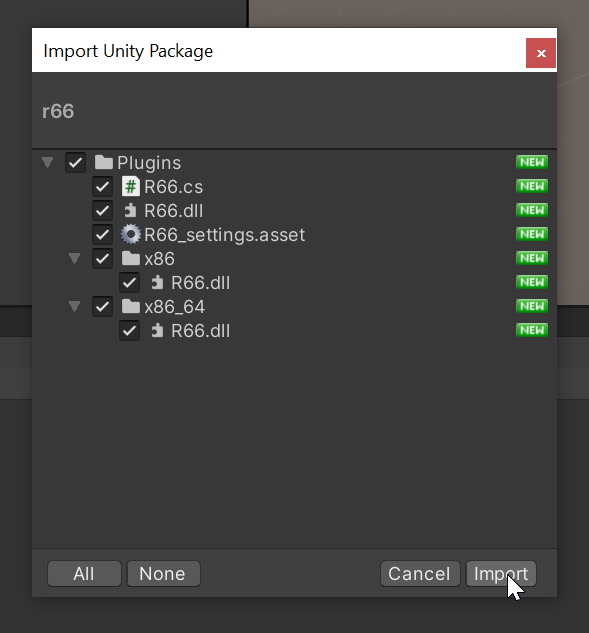 Import Unity Package
r66
Plugins NEW
R66.cs NEW
R66.dll NEW
R66_settings.asset NEW
x86 NEW
R66.dll NEW
x86_64 NEW
R66.dll NEW
All None Cancel Import